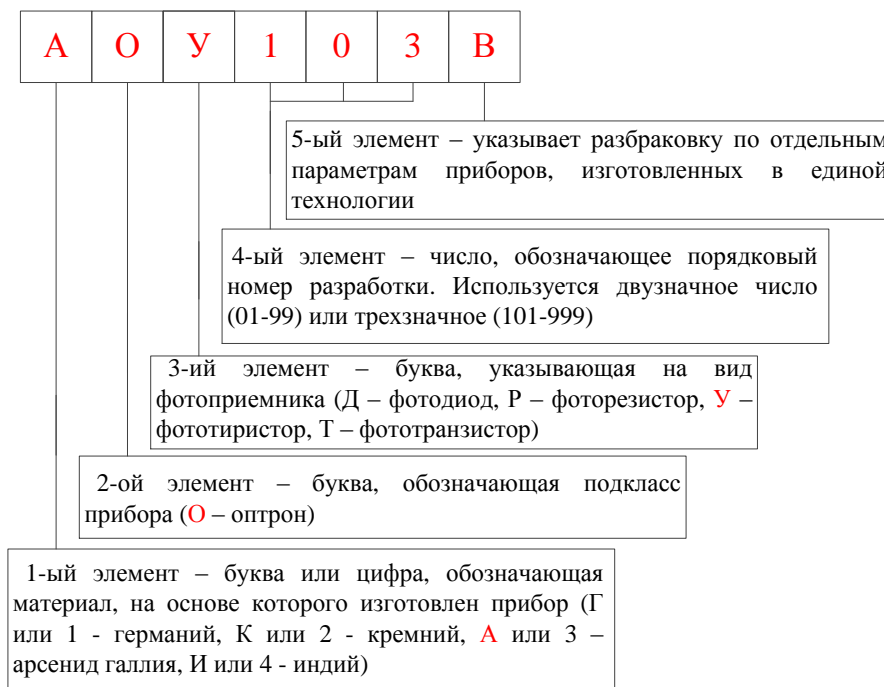 А О У 1 0 3 В
5-ый элемент – указывает разбраковку по отдельным
параметрам приборов, изготовленных в единой
технологии
4-ый элемент – число, обозначающее порядковый
номер разработки. Используется двузначное число
(01-99) или трехзначное (101-999)
3-ий элемент – буква, указывающая на вид
фотоприемника (Д – фотодиод, Р – фоторезистор, У –
фототиристор, Т – фототранзистор)
2-ой элемент – буква, обозначающая подкласс
прибора (О – оптрон)
1-ый элемент – буква или цифра, обозначающая
материал, на основе которого изготовлен прибор (Г
или 1 - германий, К или 2 - кремний, А или 3 –
арсенид галлия, И или 4 - индий)